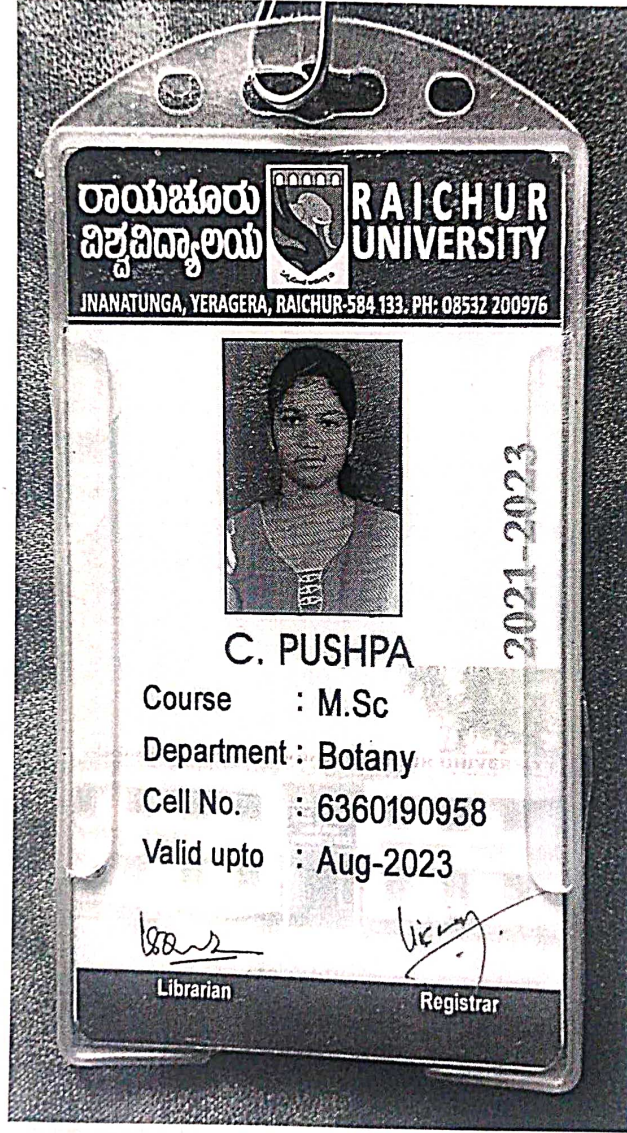 ರಾಯಚೂರು
ವಿಶ್ವವಿದ್ಯಾಲಯ
RAICHUR
UNIVERSITY
JNANATUNGA, YERAGERA, RAICHUR-584 133. PH: 08532 200976
2021-2023
C. PUSHPA
Course : M.Sc
Department : Botany
Cell No. : 6360190958
Valid upto : Aug-2023
Librarian
Registrar